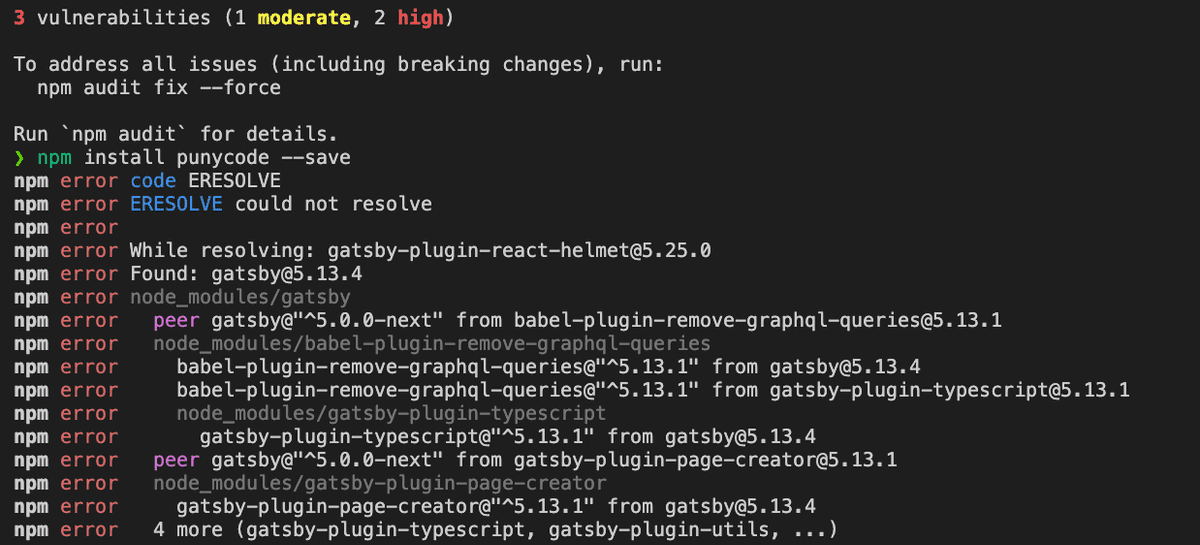 3 vulnerabilities (1 moderate, 2 high)
To address all issues (including breaking changes), run:
npm audit fix --force
Run `npm audit` for details.
❯ npm install punycode --save
npm error code ERESOLVE
npm error ERESOLVE could not resolve
npm error
npm error While resolving: gatsby-plugin-react-helmet@5.25.0
npm error Found: gatsby@5.13.4
npm error node_modules/gatsby
npm error   peer gatsby@"^5.0.0-next" from babel-plugin-remove-graphql-queries@5.13.1
npm error   node_modules/babel-plugin-remove-graphql-queries
npm error     babel-plugin-remove-graphql-queries@"^5.13.1" from gatsby@5.13.4
npm error     babel-plugin-remove-graphql-queries@"^5.13.1" from gatsby-plugin-typescript@5.13.1
npm error     node_modules/gatsby-plugin-typescript
npm error       gatsby-plugin-typescript@"^5.13.1" from gatsby@5.13.4
npm error   peer gatsby@"^5.0.0-next" from gatsby-plugin-page-creator@5.13.1
npm error   node_modules/gatsby-plugin-page-creator
npm error     gatsby-plugin-page-creator@"^5.13.1" from gatsby@5.13.4
npm error   4 more (gatsby-plugin-typescript, gatsby-plugin-utils, ...)